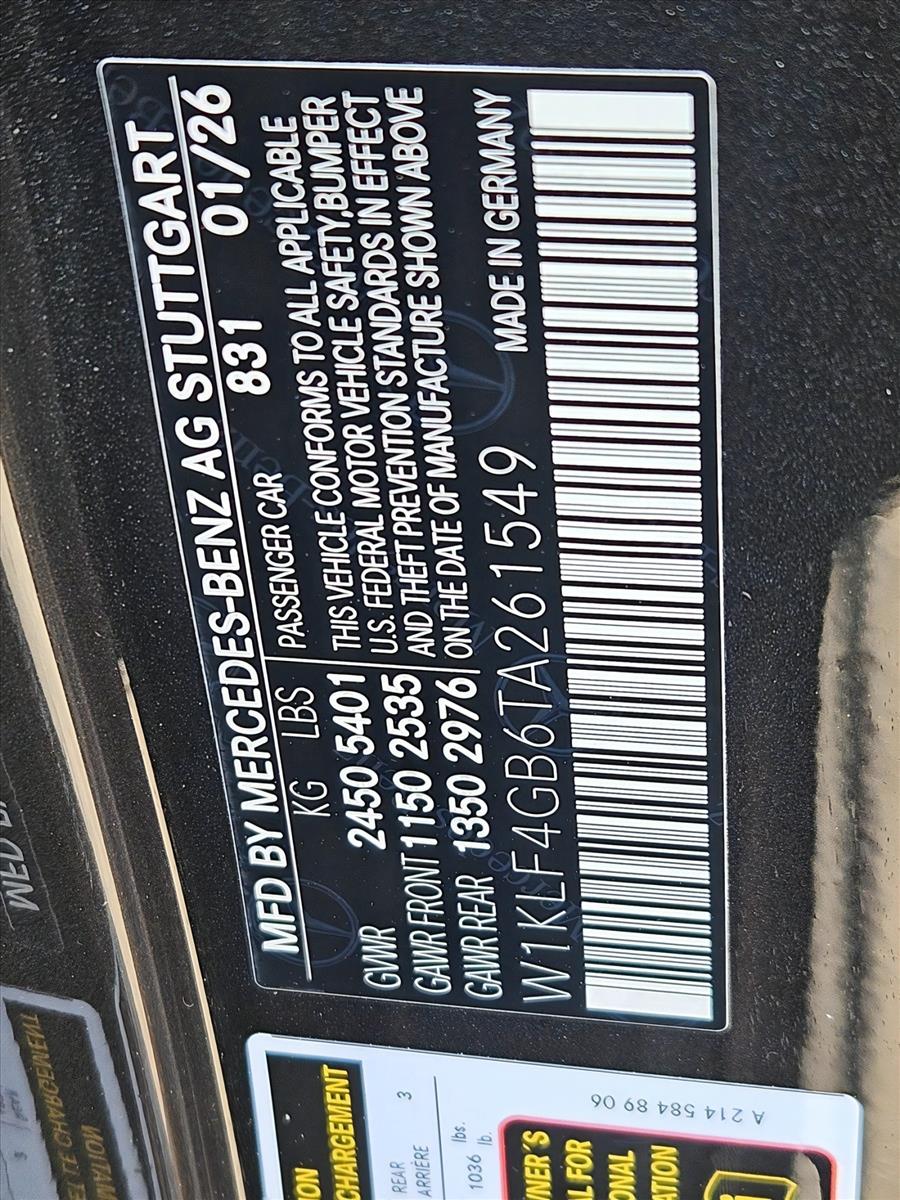 MFD BY MERCEDES-BENZ AG STUTTGART
KG LBS 831 01/26
GWR 2450 5401
GAWR FRONT 1150 2535
GAWR REAR 1350 2976
PASSENGER CAR
THIS VEHICLE CONFORMS TO ALL APPLICABLE
U.S. FEDERAL MOTOR VEHICLE SAFETY,BUMPER
AND THEFT PREVENTION STANDARDS IN EFFECT
ON THE DATE OF MANUFACTURE SHOWN ABOVE
W1KLF4GB6TA261549 MADE IN GERMANY
CHARGEMENT
REAR 3
ARRIÈRE
1036 lbs.
lb.
A 214 584 89 06